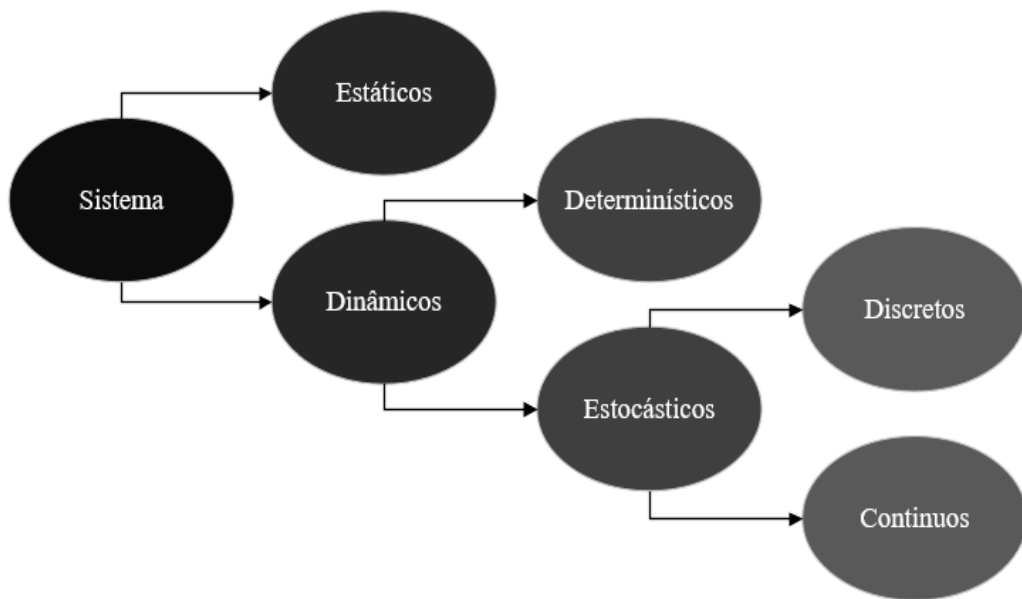 Estáticos
Sistema
Determinísticos
Dinâmicos
Discretos
Estocásticos
Continuos